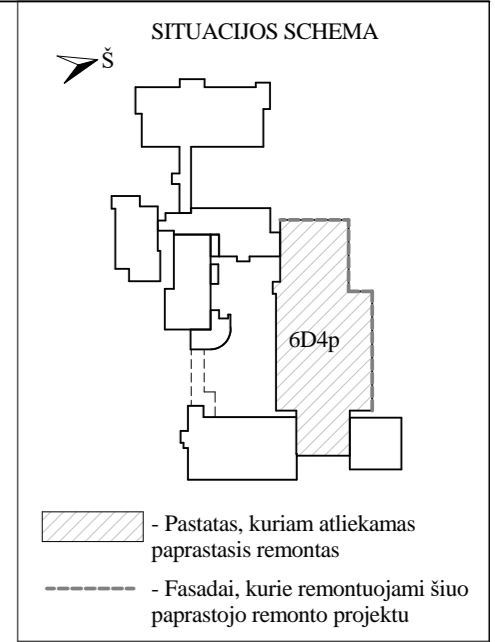 SITUACIJOS SCHEMA
Š
6D4p
- Pastatas, kuriam atliekamas
paprastasis remontas
- Fasadai, kurie remontuojami šiuo
paprastojo remonto projektu